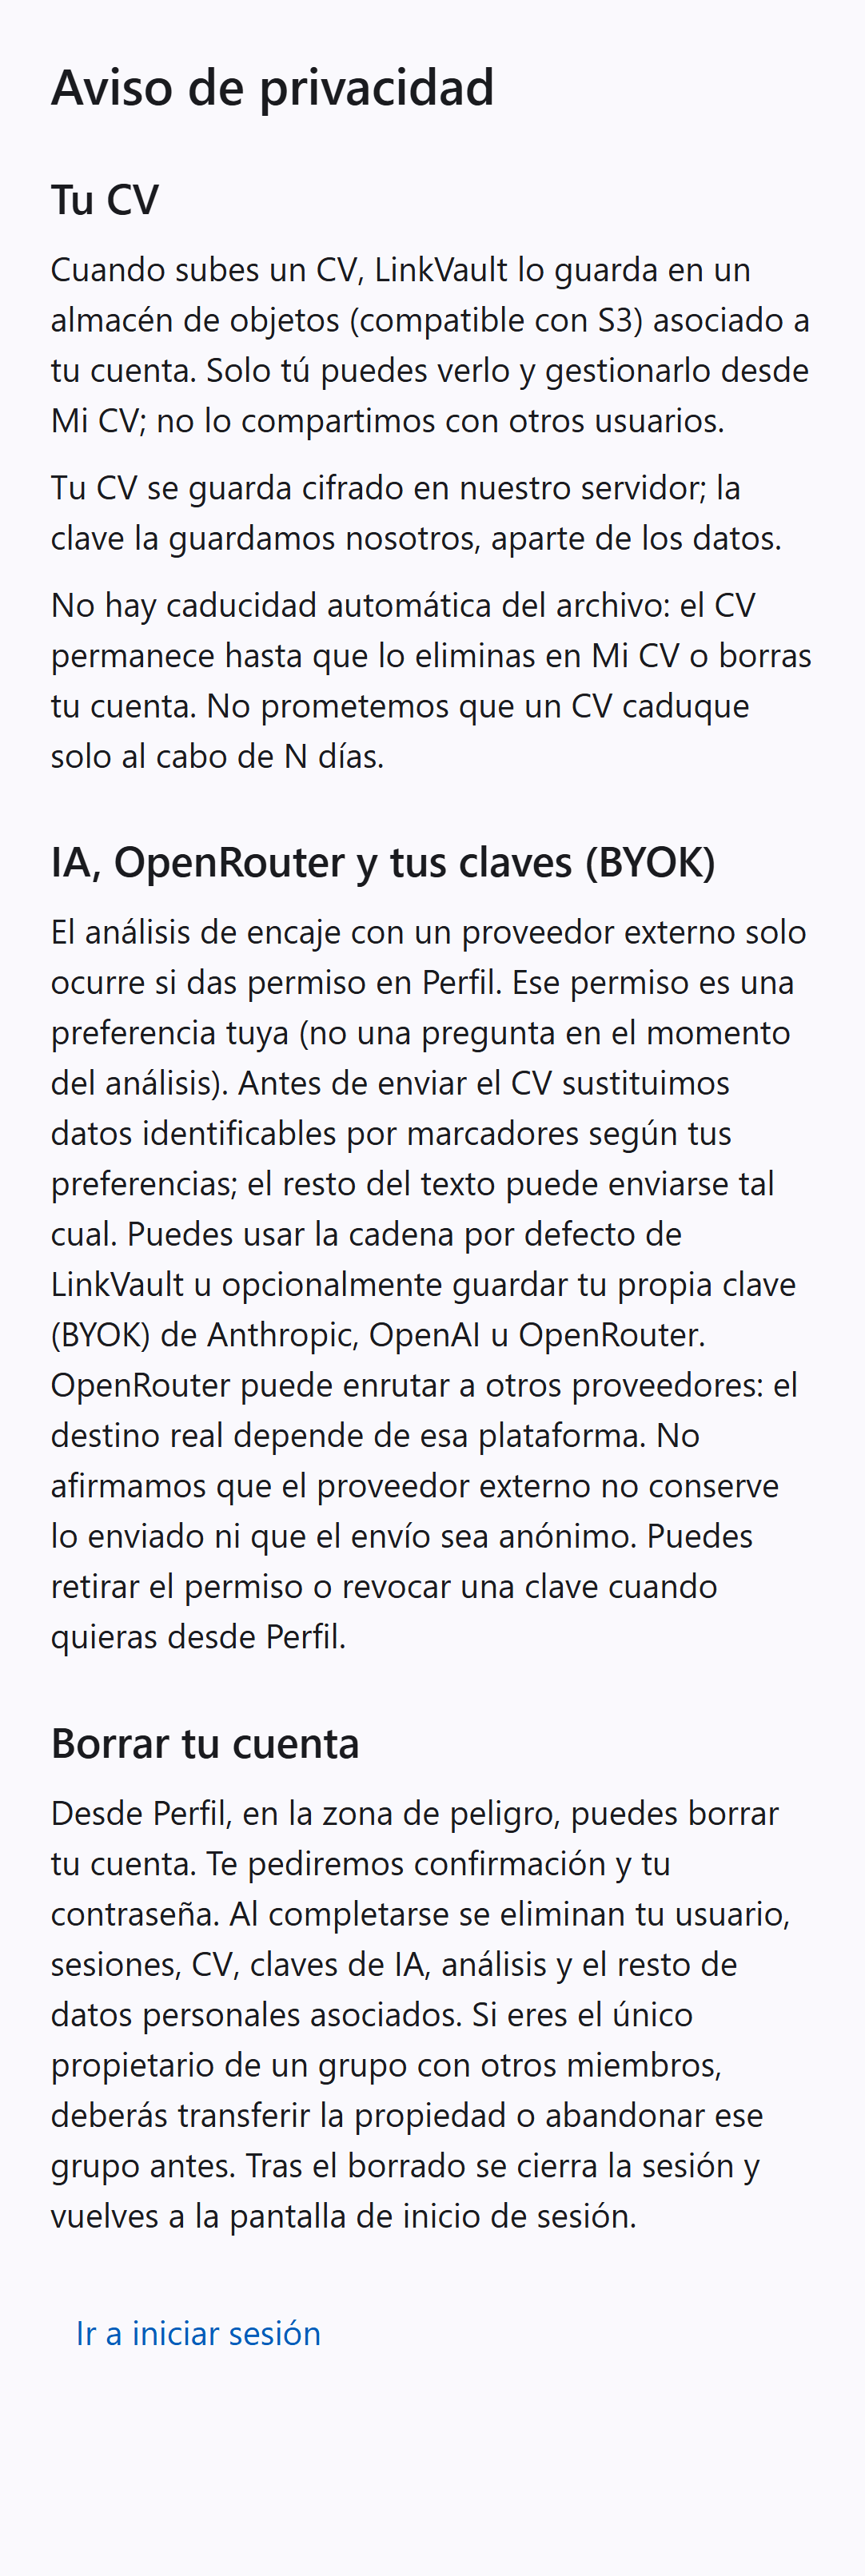 Aviso de privacidad
Tu CV
Cuando subes un CV, LinkVault lo guarda en un
almacén de objetos (compatible con S3) asociado a
tu cuenta. Solo tú puedes verlo y gestionarlo desde
Mi CV; no lo compartimos con otros usuarios.
Tu CV se guarda cifrado en nuestro servidor; la
clave la guardamos nosotros, aparte de los datos.
No hay caducidad automática del archivo: el CV
permanece hasta que lo eliminas en Mi CV o borras
tu cuenta. No prometemos que un CV caduque
solo al cabo de N días.
IA, OpenRouter y tus claves (BYOK)
El análisis de encaje con un proveedor externo solo
ocurre si das permiso en Perfil. Ese permiso es una
preferencia tuya (no una pregunta en el momento
del análisis). Antes de enviar el CV sustituimos
datos identificables por marcadores según tus
preferencias; el resto del texto puede enviarse tal
cual. Puedes usar la cadena por defecto de
LinkVault u opcionalmente guardar tu propia clave
(BYOK) de Anthropic, OpenAI u OpenRouter.
OpenRouter puede enrutar a otros proveedores: el
destino real depende de esa plataforma. No
afirmamos que el proveedor externo no conserve
lo enviado ni que el envío sea anónimo. Puedes
retirar el permiso o revocar una clave cuando
quieras desde Perfil.
Borrar tu cuenta
Desde Perfil, en la zona de peligro, puedes borrar
tu cuenta. Te pediremos confirmación y tu
contraseña. Al completarse se eliminan tu usuario,
sesiones, CV, claves de IA, análisis y el resto de
datos personales asociados. Si eres el único
propietario de un grupo con otros miembros,
deberás transferir la propiedad o abandonar ese
grupo antes. Tras el borrado se cierra la sesión y
vuelves a la pantalla de inicio de sesión.
Ir a iniciar sesión